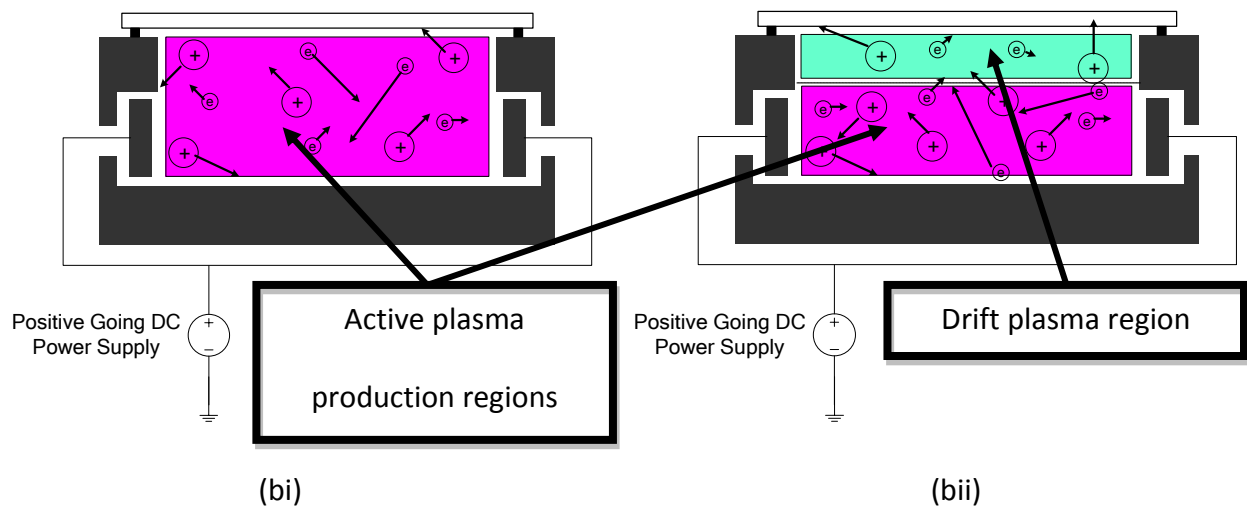 Positive Going DC
Power Supply
+
−
Active plasma
production regions
Positive Going DC
Power Supply
+
−
Drift plasma region
(bi)
(bii)
+
+
e
e
+
e
e
e
+
+
e
e
+
+
e
e
+
+
e
e
+
+
+
e